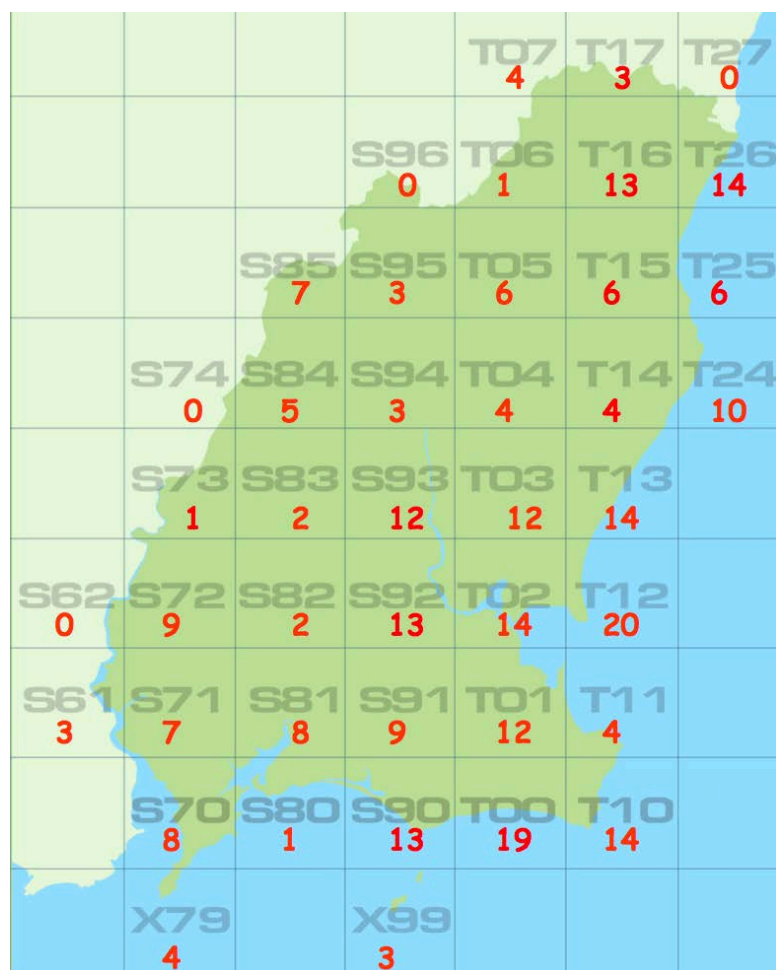 T07 T17 T27
4 3 0
S96 T06 T16 T26
0 1 13 14
S85 S95 T05 T15 T25
7 3 6 6 6
S74 S84 S94 T04 T14 T24
0 5 3 4 4 10
S73 S83 S93 T03 T13
1 2 12 12 14
S62 S72 S82 S92 T02 T12
0 9 2 13 14 20
S61 S71 S81 S91 T01 T11
3 7 8 9 12 4
S70 S80 S90 T00 T10
8 1 13 19 14
X79 X99
4 3